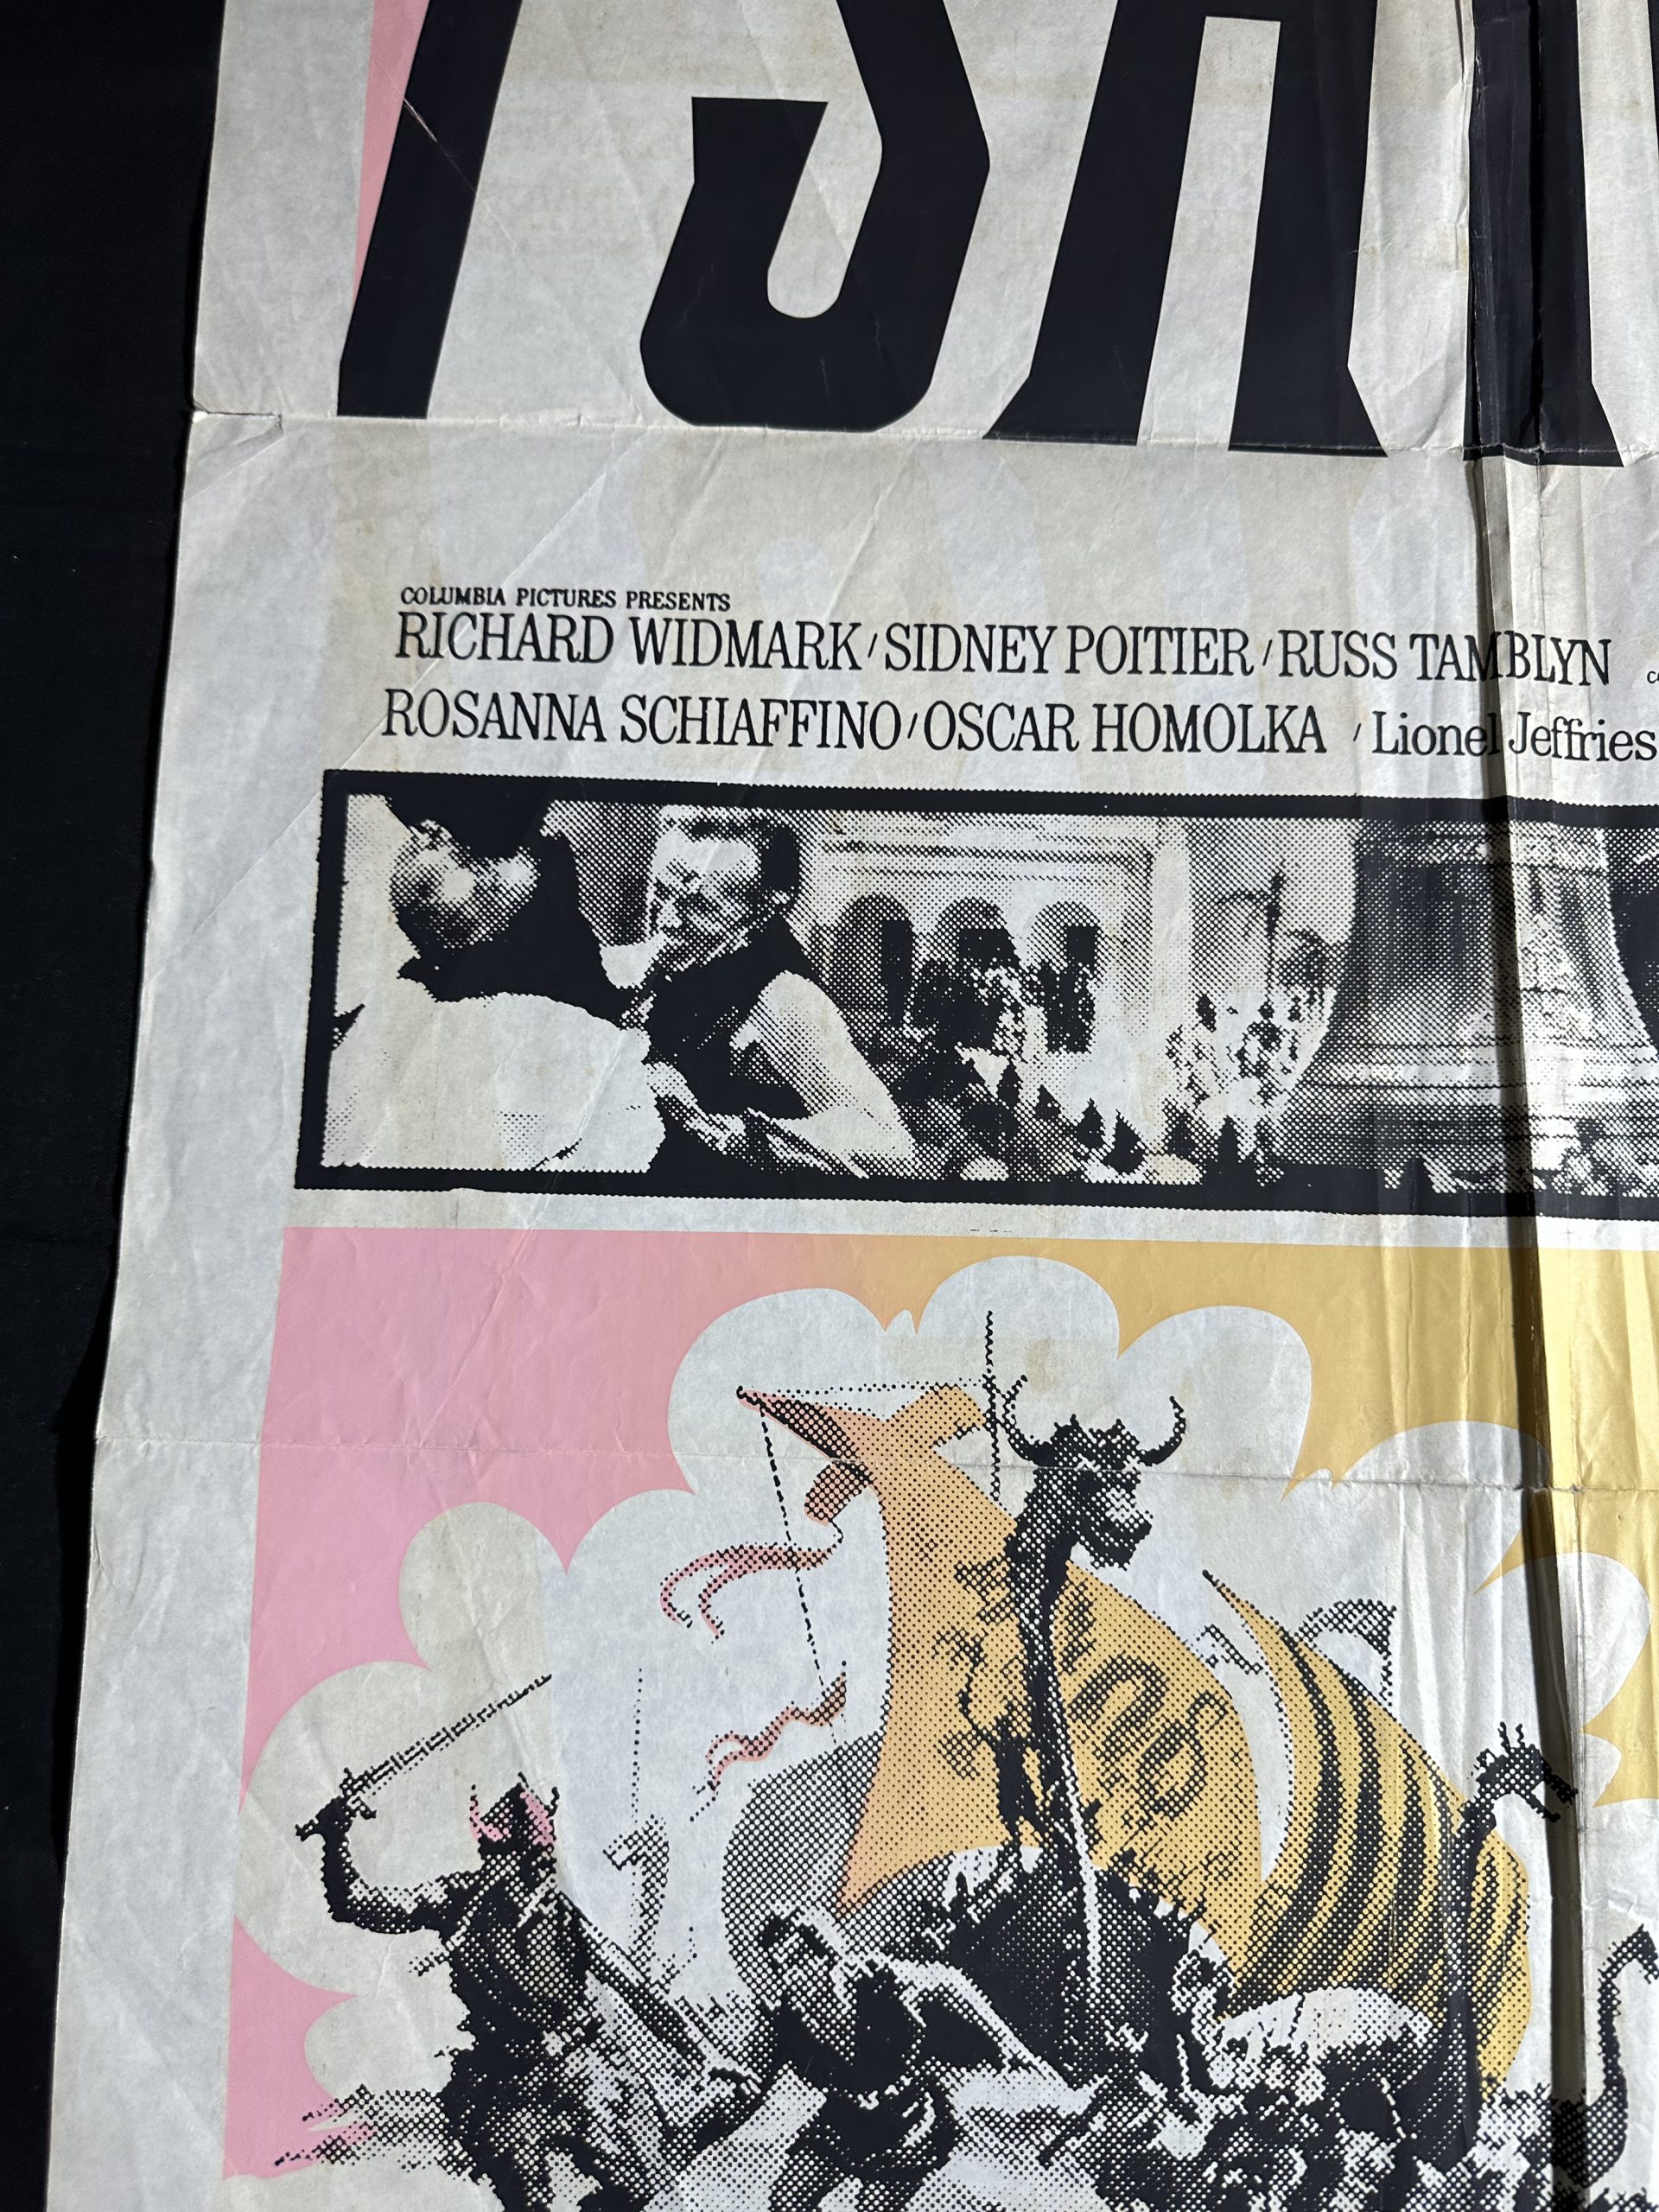 COLUMBIA PICTURES PRESENTS
RICHARD WIDMARK/SIDNEY POITIER/RUSS TAMBLYN
ROSANNA SCHIAFFINO/OSCAR HOMOLKA /Lionel Jeffries